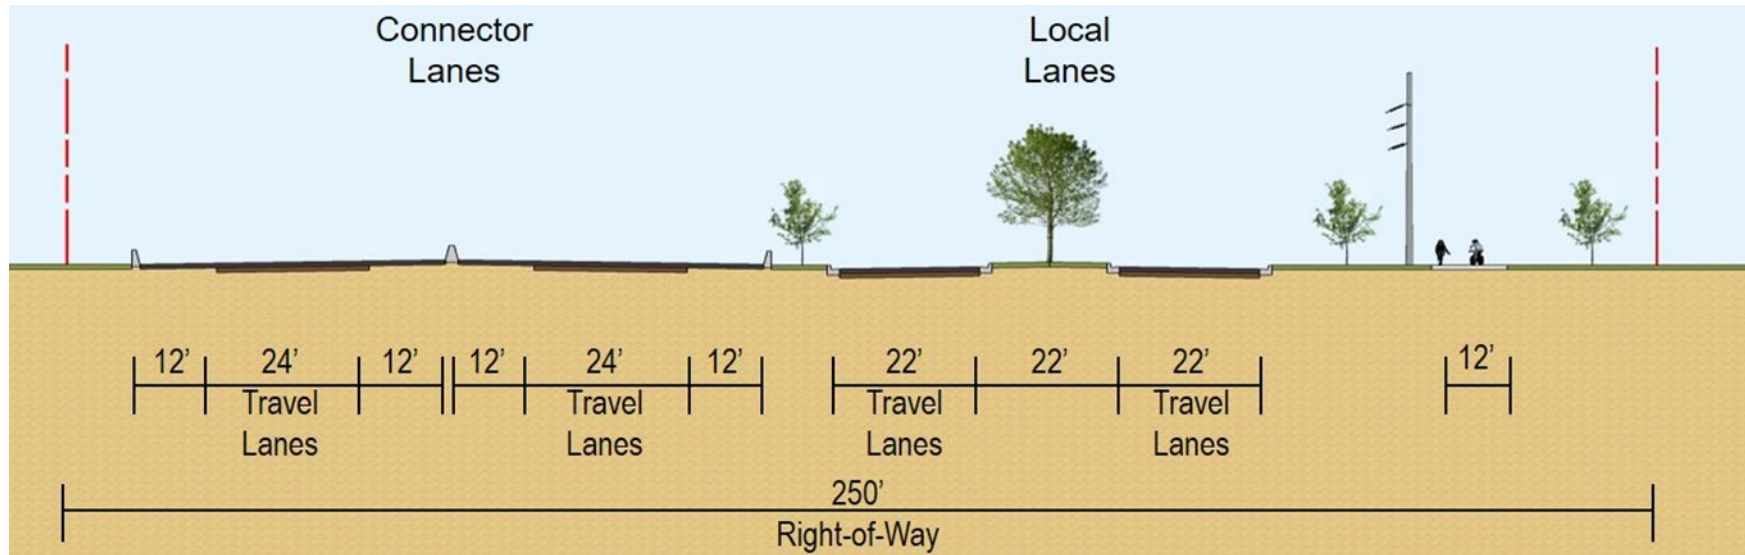 Connector
Lanes
Local
Lanes
12’ 24’ 12’ 12’ 24’ 12’ 22’ 22’ 22’ 12’
Travel
Lanes
Travel
Lanes
Travel
Lanes
Travel
Lanes
250’
Right-of-Way